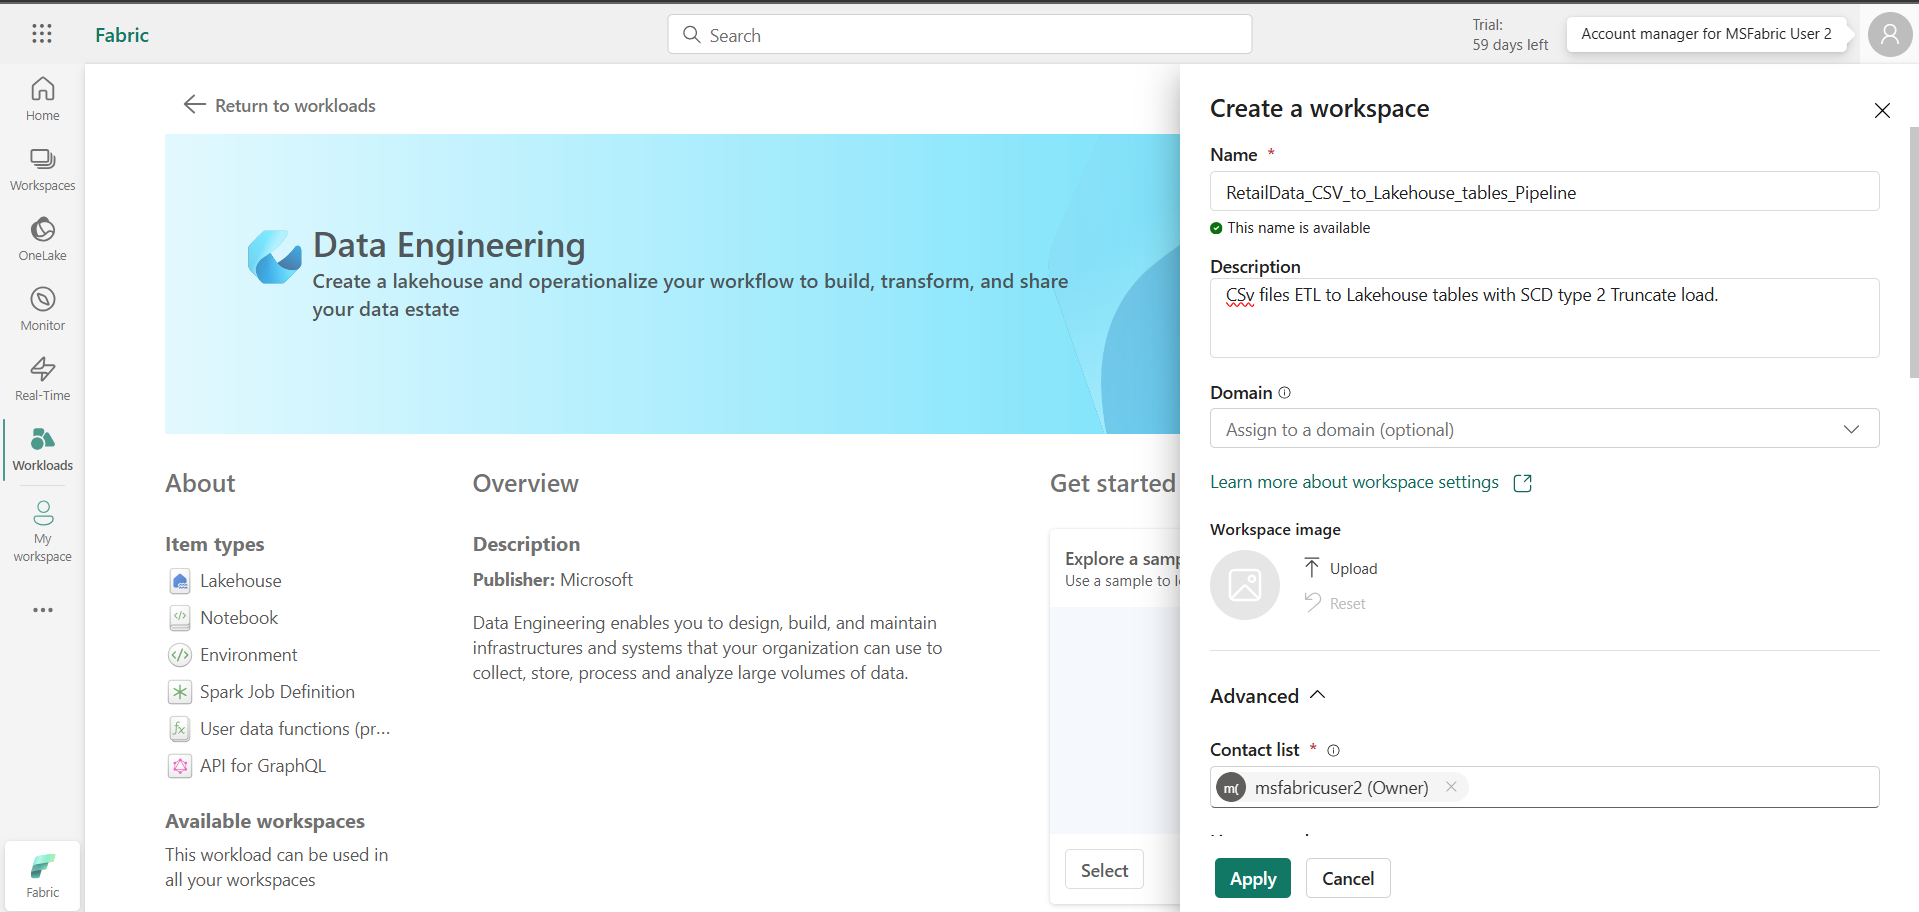 Fabric
Search
Trial:
59 days left
Account manager for MSFabric User 2
Home
Workspaces
OneLake
Monitor
Real-Time
Workloads
My
workspace
Fabric
Return to workloads
Data Engineering
Create a lakehouse and operationalize your workflow to build, transform, and share
your data estate
About
Item types
Lakehouse
Notebook
Environment
Spark Job Definition
User data functions (pr...
API for GraphQL
Available workspaces
This workload can be used in
all your workspaces
Overview
Description
Publisher: Microsoft
Data Engineering enables you to design, build, and maintain
infrastructures and systems that your organization can use to
collect, store, process and analyze large volumes of data.
Get started
Explore a samp
Use a sample to
Select
Create a workspace
Name *
RetailData_CSV_to_Lakehouse_tables_Pipeline
This name is available
Description
CSv files ETL to Lakehouse tables with SCD type 2 Truncate load.
Domain
Assign to a domain (optional)
Learn more about workspace settings
Workspace image
Upload
Reset
Advanced
Contact list *
m(
msfabricuser2 (Owner)
Apply
Cancel